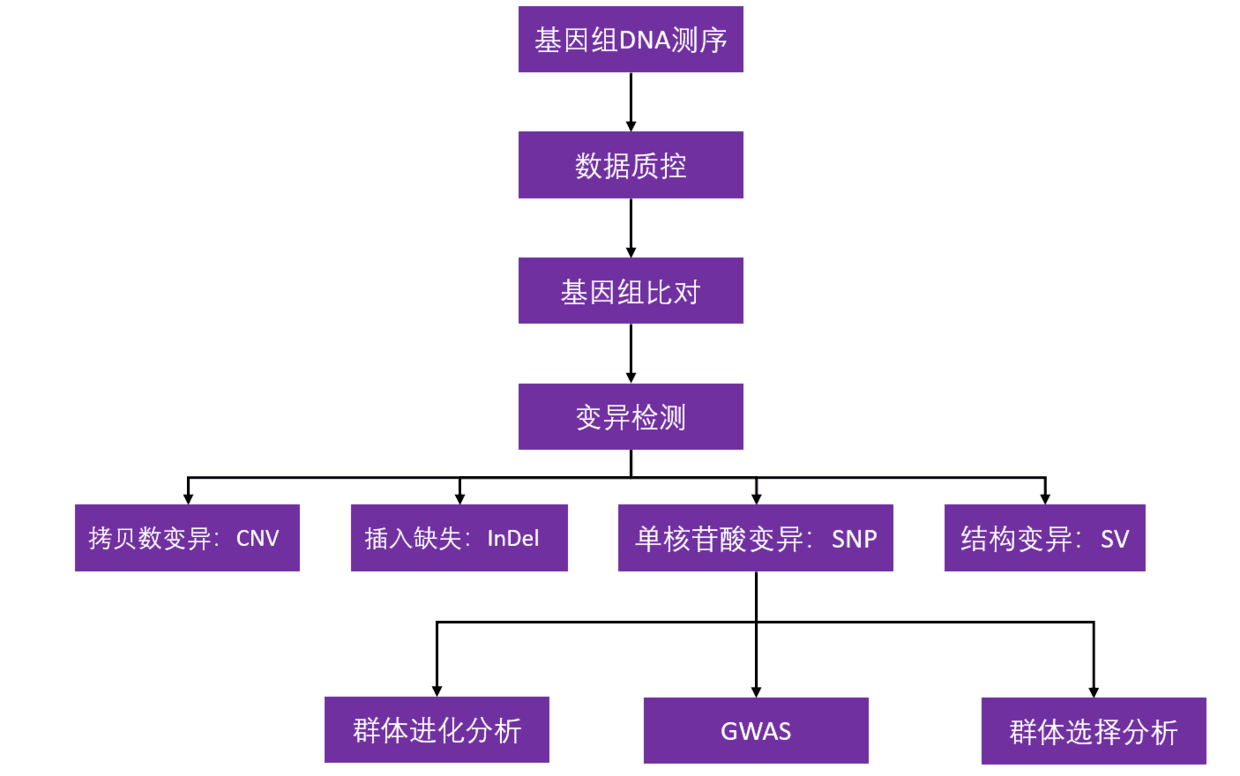 基因组DNA测序
数据质控
基因组比对
变异检测
拷贝数变异：CNV
插入缺失：InDel
单核苷酸变异：SNP
结构变异：SV
群体进化分析
GWAS
群体选择分析